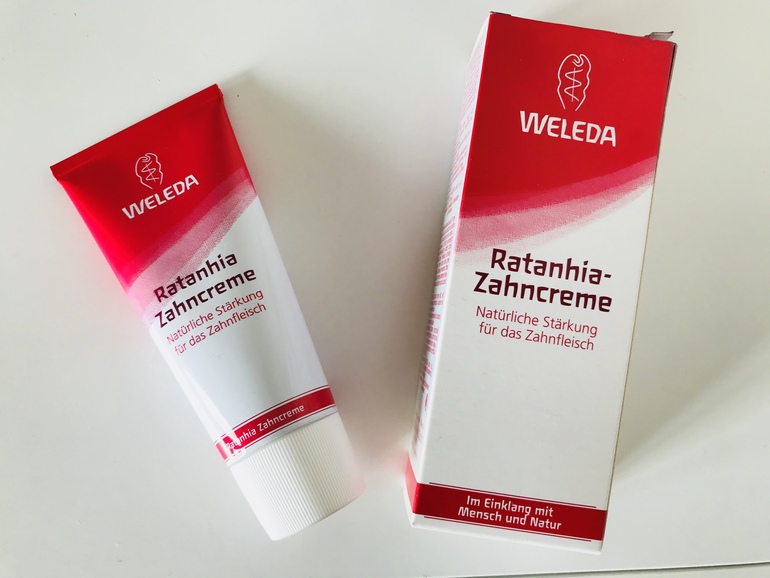 WELEDA
Ratanhia
Zahncreme
Natürliche Stärkung
für das Zahnfleisch
Ratanhia Zahncreme
WELEDA
Ratanhia-
Zahncreme
Natürliche Stärkung
für das Zahnfleisch
Im Einklang mit
Mensch und Natur